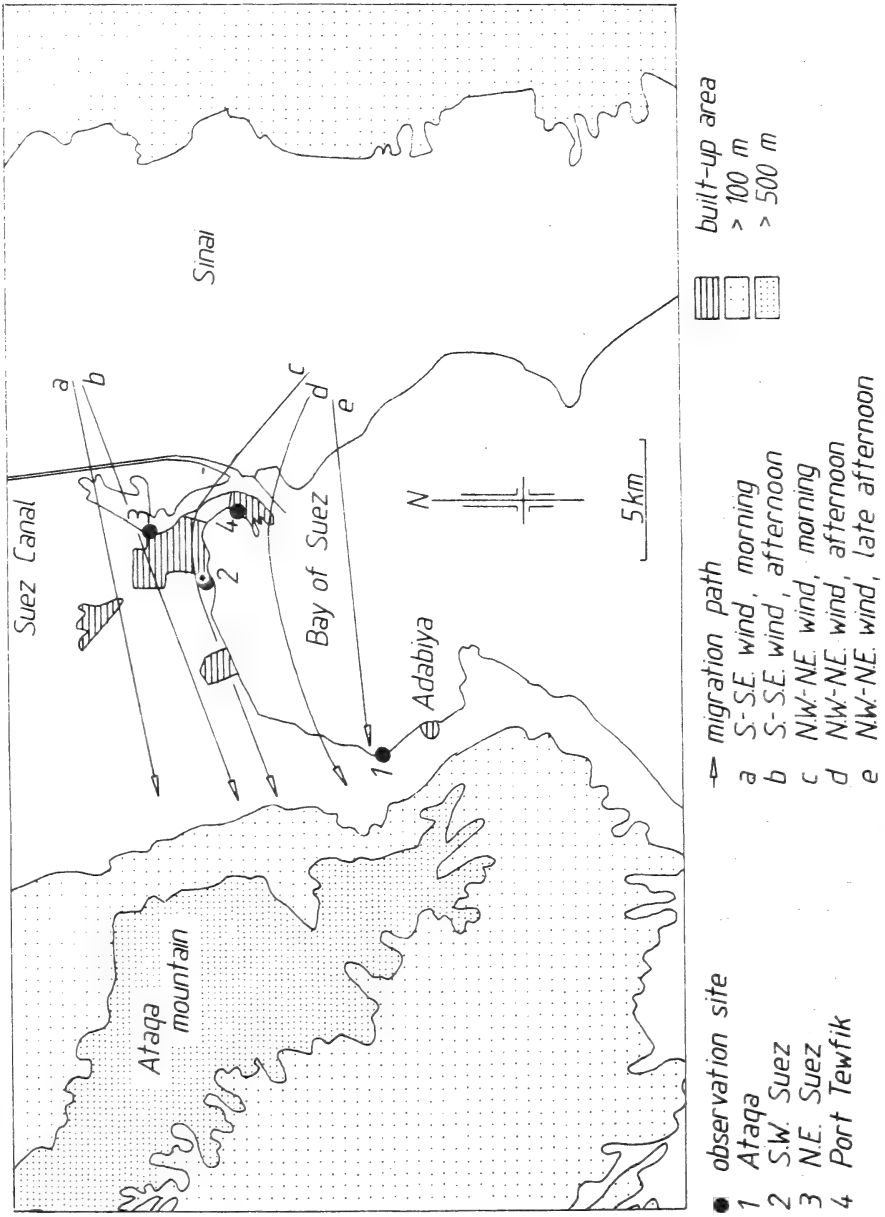 Suez Canal
a
b
Sinai
3
4
2
c
d
e
Bay of Suez
Ataqa
mountain
N
1
Adabiya
5km
observation site
1 Ataqa
2 S.W. Suez
3 N.E. Suez
4 Port Tewfik
migration path
a S.-S.E. wind, morning
b S.-S.E. wind, afternoon
c N.W.-N.E. wind, morning
d N.W.-N.E. wind, afternoon
e N.W.-N.E. wind, late afternoon
built-up area
> 100 m
> 500 m